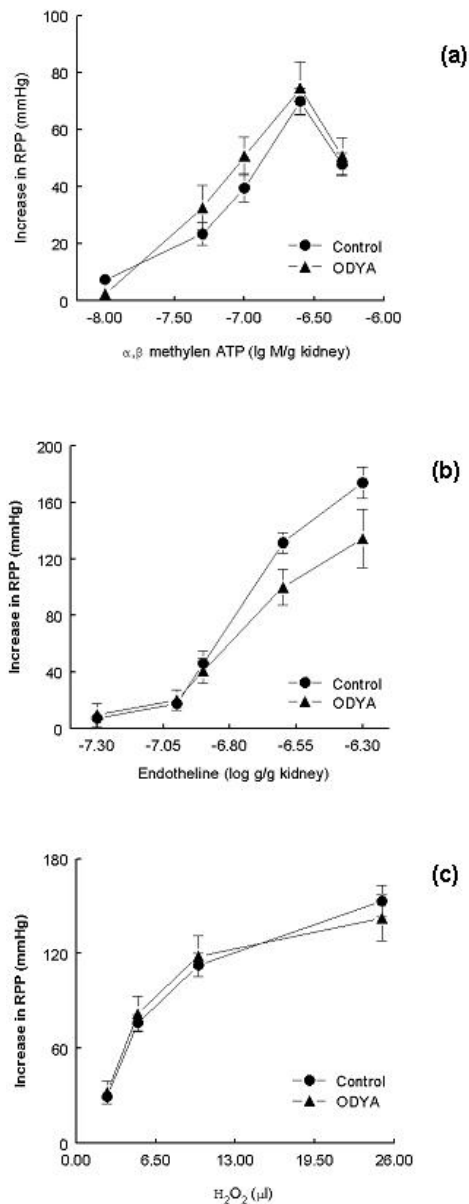 (a)
Increase in RPP (mmHg)
80
60
40
20
0
Control
ODYA
-8.00 -7.50 -7.00 -6.50 -6.00
α,β methylen ATP (lg M/g kidney)
(b)
Increase in RPP (mmHg)
200
160
120
80
40
0
Control
ODYA
-7.30 -7.05 -6.80 -6.55 -6.30
Endotheline (log g/g kidney)
(c)
Increase in RPP (mmHg)
180
120
60
0
Control
ODYA
0.00 6.50 13.00 19.50 26.00
H₂O₂ (µl)